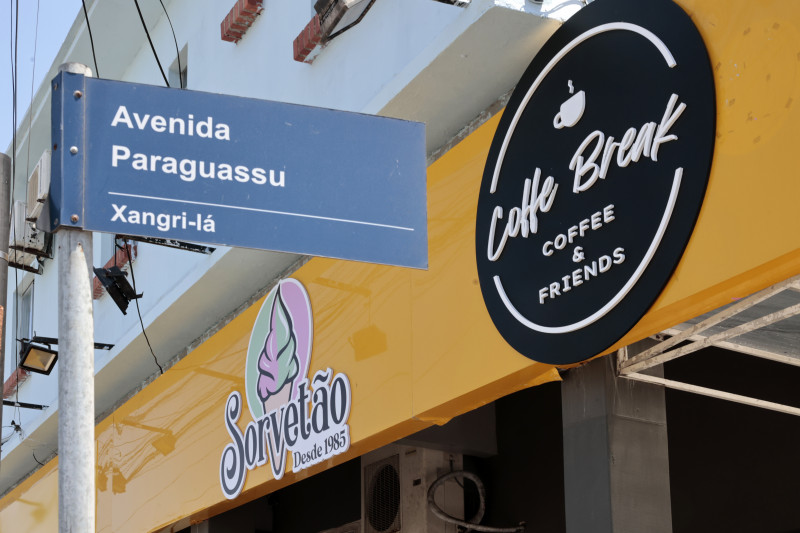 Avenida
Paraguassu
Xangri-lá
Coffe Break
COFFEE
&
FRIENDS
Sorvetão
Desde 1985